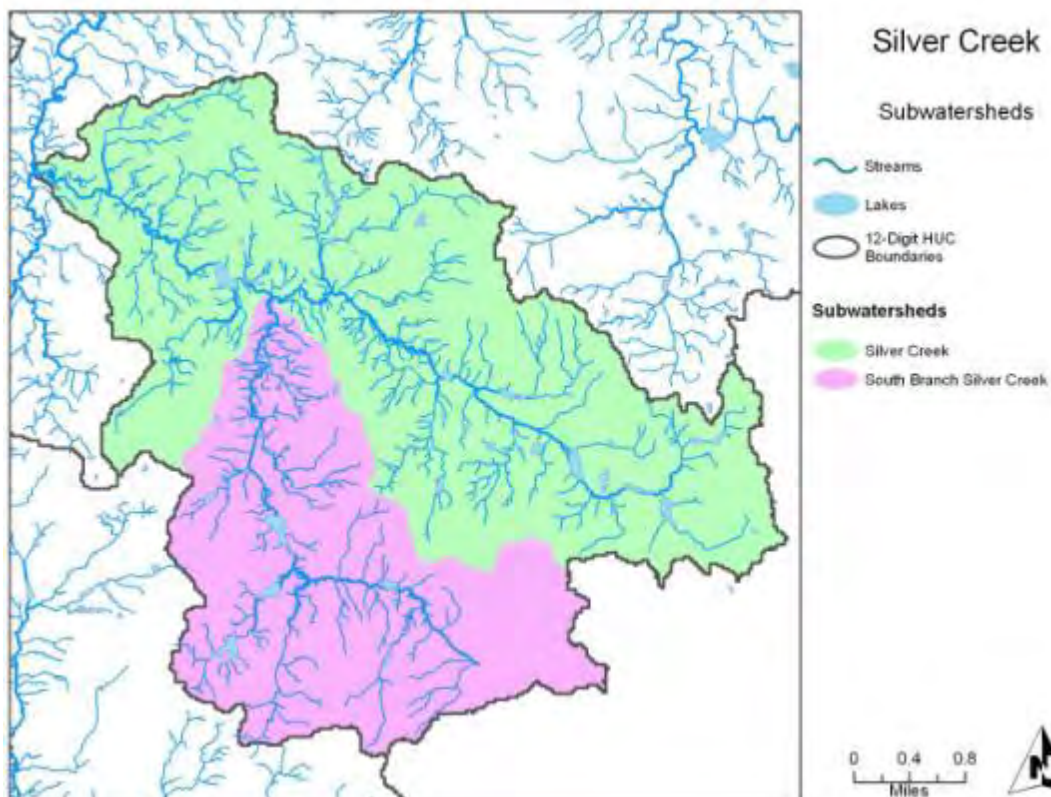 Silver Creek
Subwatersheds
Streams
Lakes
12-Digit HUC
Boundaries
Subwatersheds
Silver Creek
South Branch Silver Creek
0 0.4 0.8
Miles
N